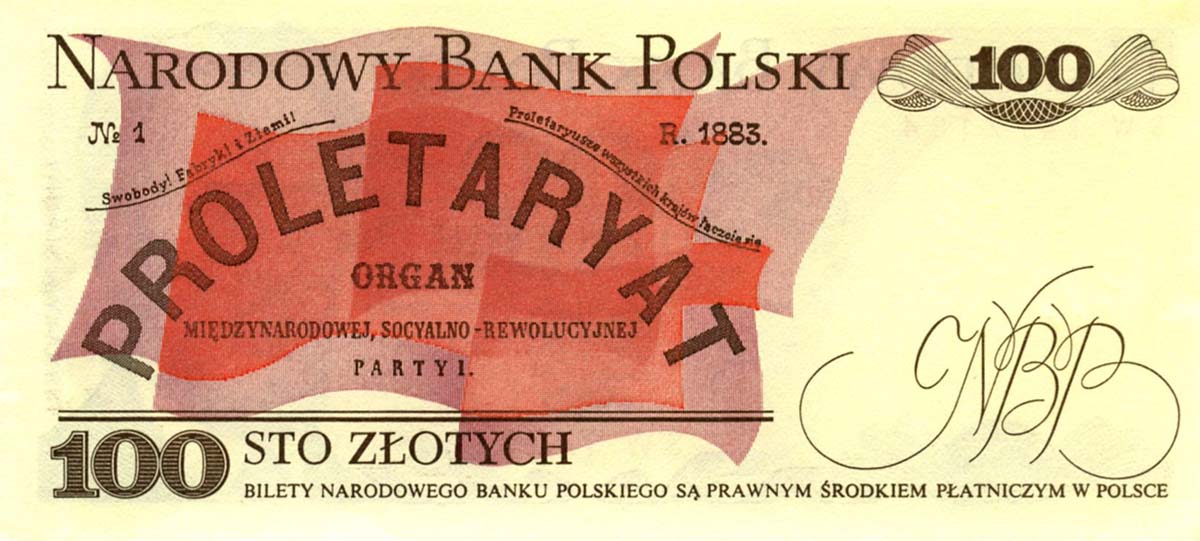 NARODOWY BANK POLSKI
100
№ 1
R. 1883.
Swobody! Fabryk! i Ziemi!
Proletaryusze wszystkich krajów łączcie się
PROLETARYAT
ORGAN
MIĘDZYNARODOWEJ, SOCYALNO-REWOLUCYJNEJ
PARTYI.
NBP
100 STO ZŁOTYCH
BILETY NARODOWEGO BANKU POLSKIEGO SĄ PRAWNYM ŚRODKIEM PŁATNICZYM W POLSCE